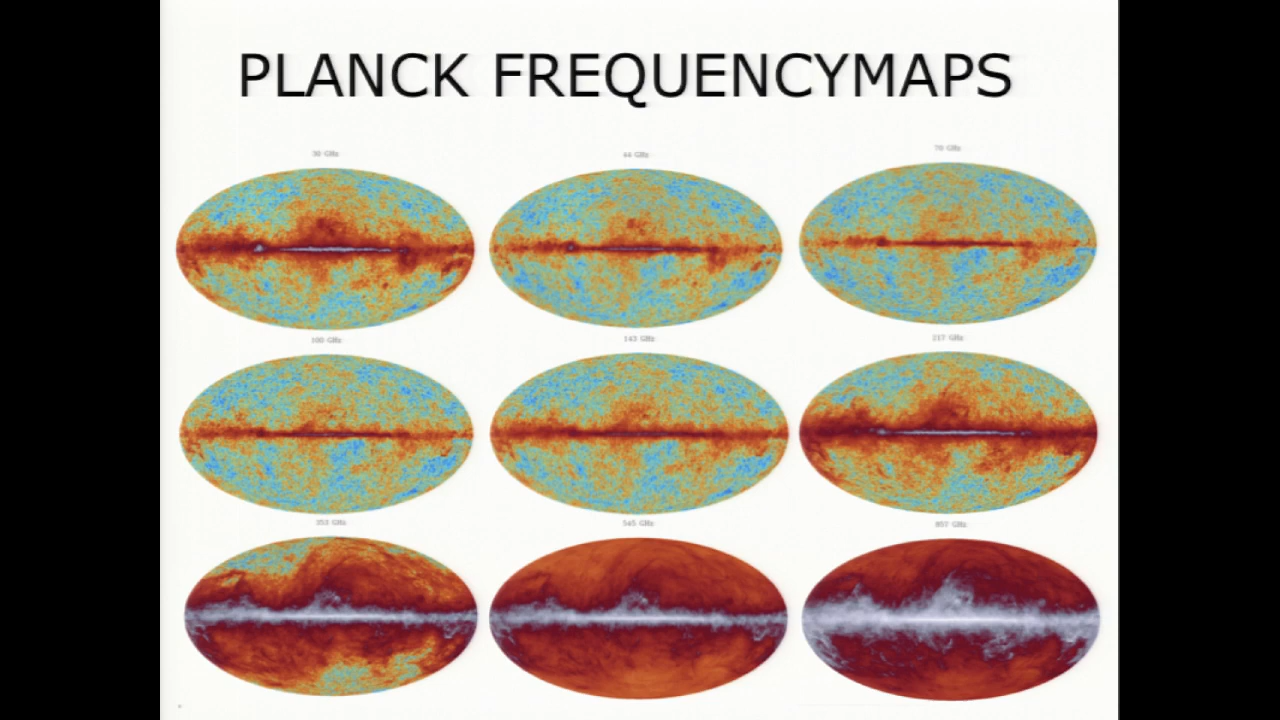 PLANCK FREQUENCYMAPS
30 GHz
44 GHz
70 GHz
100 GHz
143 GHz
217 GHz
353 GHz
545 GHz
857 GHz